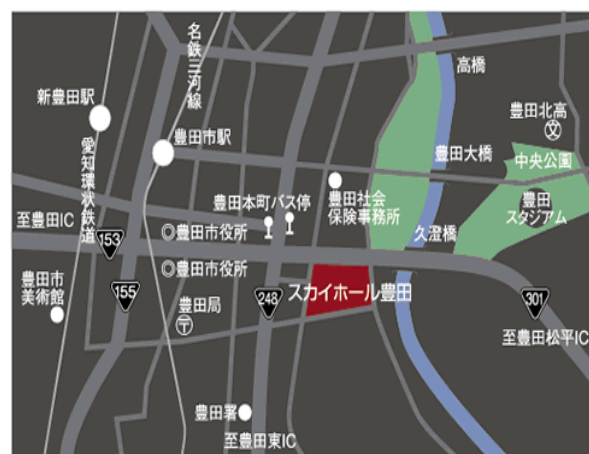 名鉄三河線
高橋
新豊田駅
豊田北高
文
豊田市駅
愛知環状鉄道
豊田大橋
中央公園
豊田本町バス停
豊田社会
保険事務所
豊田
スタジアム
至豊田IC
153
豊田市役所
久澄橋
豊田市役所
豊田市
美術館
155
豊田局
〒
248
スカイホール豊田
301
至豊田松平IC
豊田署
至豊田東IC